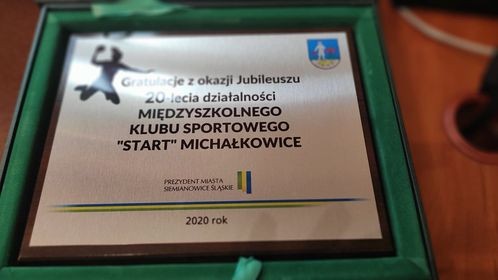 Gratulacje z okazji Jubileuszu
20-lecia działalności
MIĘDZYSZKOLNEGO
KLUBU SPORTOWEGO
"START" MICHAŁKOWICE
PREZYDENT MIASTA
SIEMIANOWICE ŚLĄSKIE
2020 rok